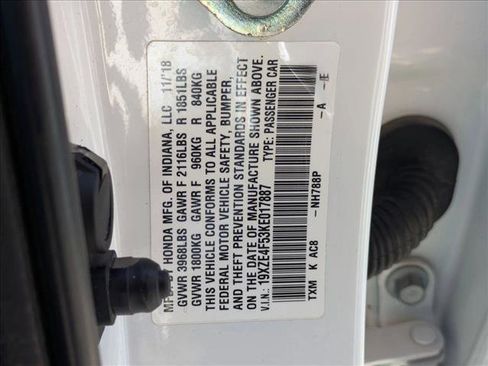 HONDA MFG. OF INDIANA, LLC 11/18
GVWR 3968LBS GAWR F 2116LBS R 1851LBS
GVWR 1800KG GAWR F 960KG R 840KG
THIS VEHICLE CONFORMS TO ALL APPLICABLE
FEDERAL MOTOR VEHICLE SAFETY, BUMPER,
AND THEFT PREVENTION STANDARDS IN EFFECT
ON THE DATE OF MANUFACTURE SHOWN ABOVE.
V.I.N.: 19XZE4F53KE017887 TYPE: PASSENGER CAR
-NH788P -A -IE
TXM K AC8